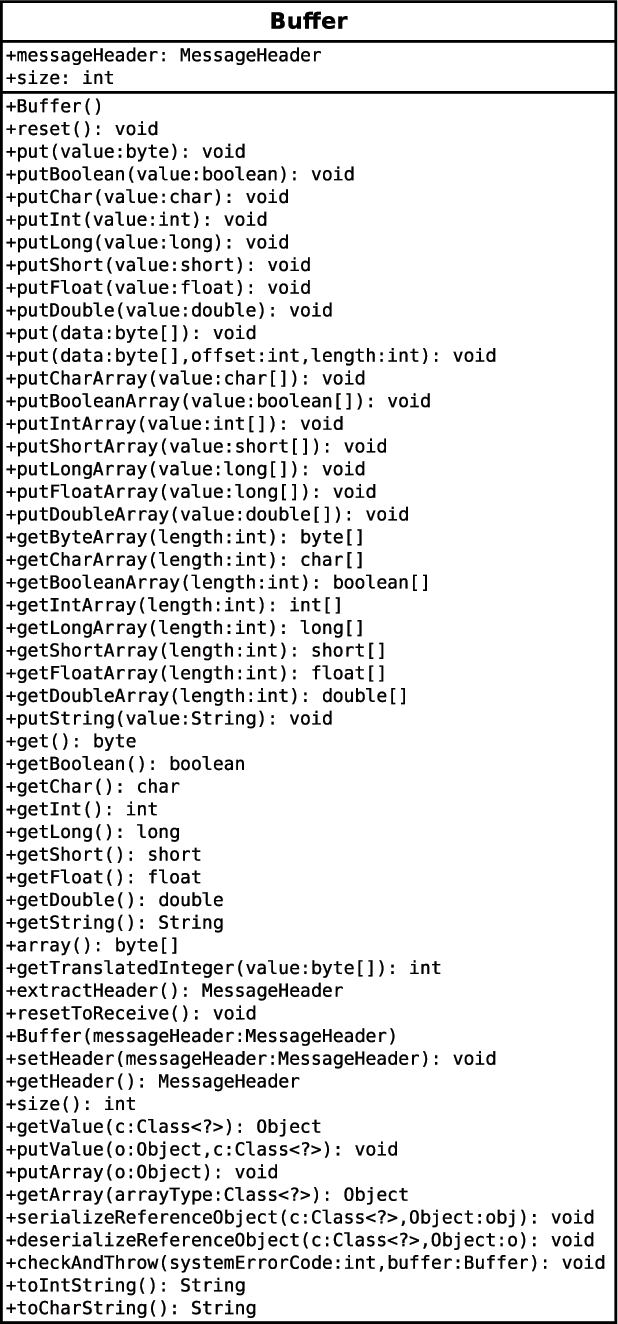 Buffer
+messageHeader: MessageHeader
+size: int
+Buffer()
+reset(): void
+put(value:byte): void
+putBoolean(value:boolean): void
+putChar(value:char): void
+putInt(value:int): void
+putLong(value:long): void
+putShort(value:short): void
+putFloat(value:float): void
+putDouble(value:double): void
+put(data:byte[]): void
+put(data:byte[],offset:int,length:int): void
+putCharArray(value:char[]): void
+putBooleanArray(value:boolean[]): void
+putIntArray(value:int[]): void
+putShortArray(value:short[]): void
+putLongArray(value:long[]): void
+putFloatArray(value:long[]): void
+putDoubleArray(value:double[]): void
+getByteArray(length:int): byte[]
+getCharArray(length:int): char[]
+getBooleanArray(length:int): boolean[]
+getIntArray(length:int): int[]
+getLongArray(length:int): long[]
+getShortArray(length:int): short[]
+getFloatArray(length:int): float[]
+getDoubleArray(length:int): double[]
+putString(value:String): void
+get(): byte
+getBoolean(): boolean
+getChar(): char
+getInt(): int
+getLong(): long
+getShort(): short
+getFloat(): float
+getDouble(): double
+getString(): String
+array(): byte[]
+getTranslatedInteger(value:byte[]): int
+extractHeader(): MessageHeader
+resetToReceive(): void
+Buffer(messageHeader:MessageHeader)
+setHeader(messageHeader:MessageHeader): void
+getHeader(): MessageHeader
+size(): int
+getValue(c:Class<?>): Object
+putValue(o:Object,c:Class<?>): void
+putArray(o:Object): void
+getArray(arrayType:Class<?>): Object
+serializeReferenceObject(c:Class<?>,Object:obj): void
+deserializeReferenceObject(c:Class<?>,Object:o): void
+checkAndThrow(systemErrorCode:int,buffer:Buffer): void
+toIntString(): String
+toCharString(): String